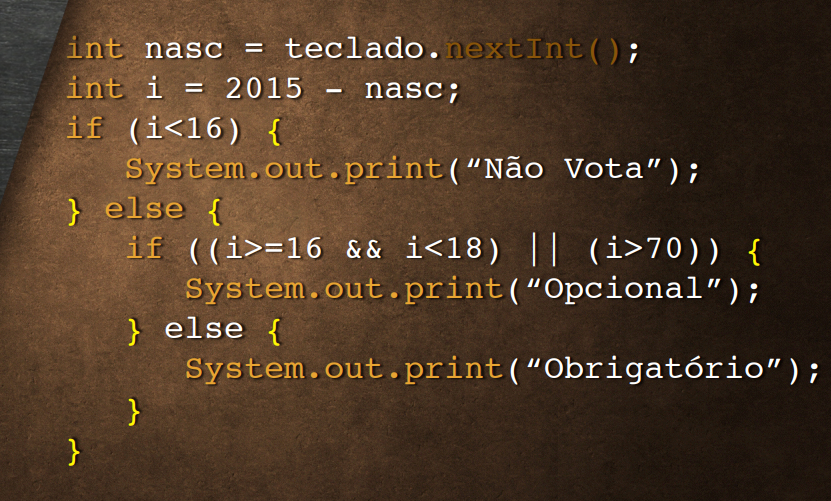 int nasc = teclado.nextInt();
int i = 2015 - nasc;
if (i<16) {
System.out.print(“Não Vota”);
} else {
if ((i>=16 && i<18) || (i>70)) {
System.out.print(“Opcional”);
} else {
System.out.print(“Obrigatório”);
}
}